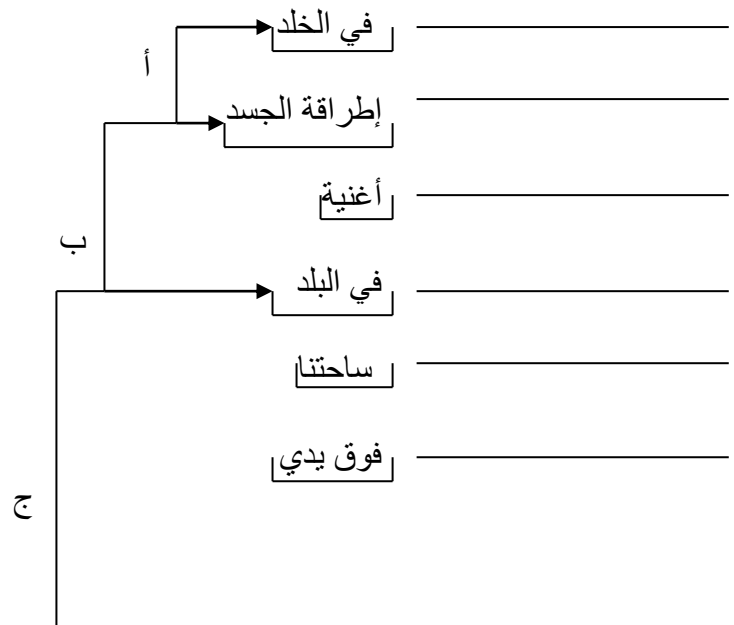 في الخلد
أ
إطراقة الجسد
أغنية
ب
في البلد
ساحتنا
فوق يدي
ج